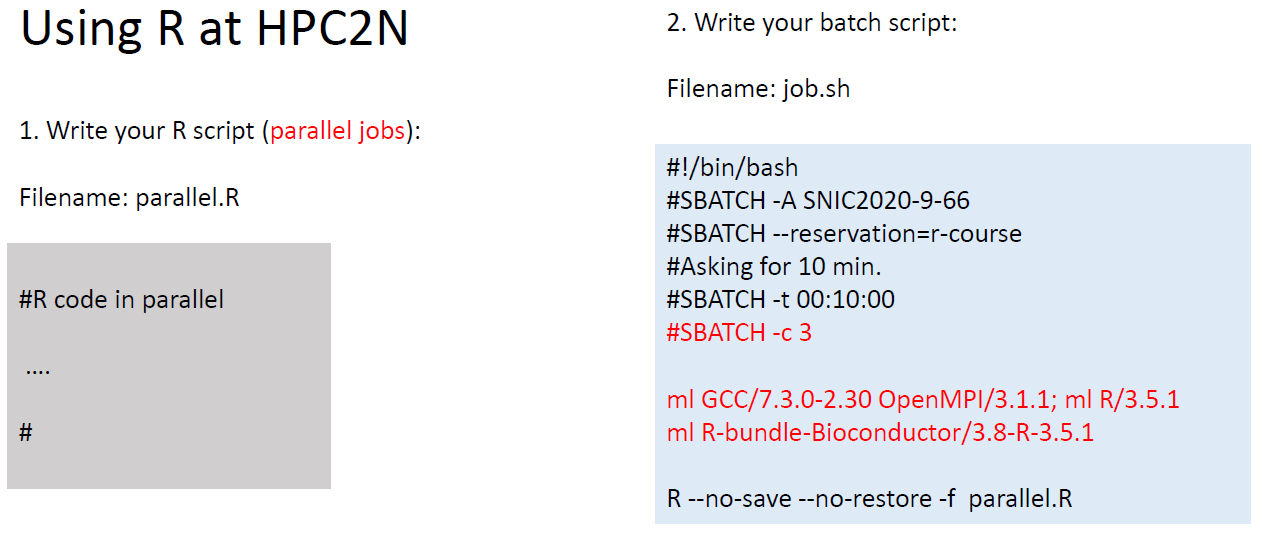 Using R at HPC2N
1. Write your R script (parallel jobs):
Filename: parallel.R
#R code in parallel
....
#
2. Write your batch script:
Filename: job.sh
#!/bin/bash
#SBATCH -A SNIC2020-9-66
#SBATCH --reservation=r-course
#Asking for 10 min.
#SBATCH -t 00:10:00
#SBATCH -c 3
ml GCC/7.3.0-2.30 OpenMPI/3.1.1; ml R/3.5.1
ml R-bundle-Bioconductor/3.8-R-3.5.1
R --no-save --no-restore -f  parallel.R